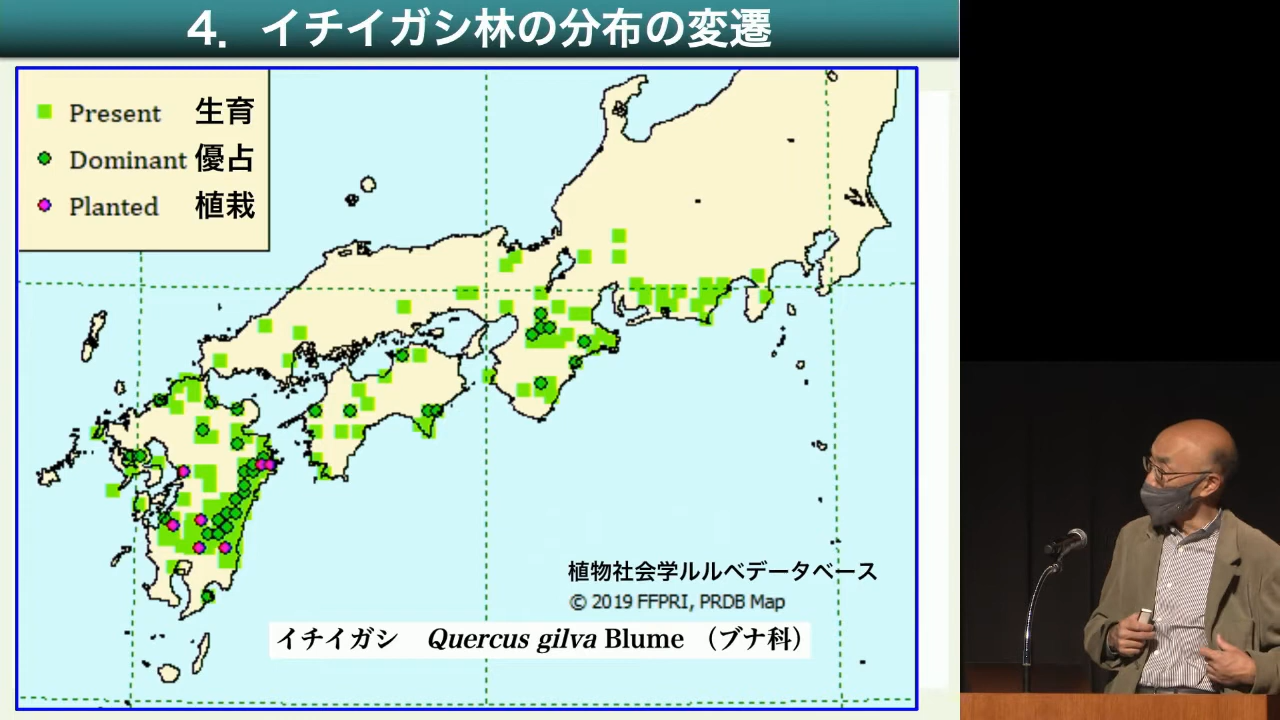 4. イチイガシ林の分布の変遷
Present 生育
Dominant 優占
Planted 植栽
植物社会学ルルベデータベース
© 2019 FFPRI, PRDB Map
イチイガシ Quercus gilva Blume （ブナ科）